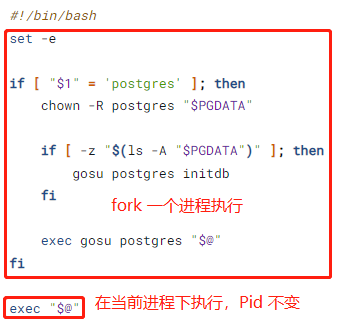 #!/bin/bash
set -e
if [ "$1" = 'postgres' ]; then
chown -R postgres "$PGDATA"
if [ -z "$(ls -A "$PGDATA")" ]; then
gosu postgres initdb
fi
fork 一个进程执行
exec gosu postgres "$@"
fi
exec "$@"
在当前进程下执行，Pid 不变